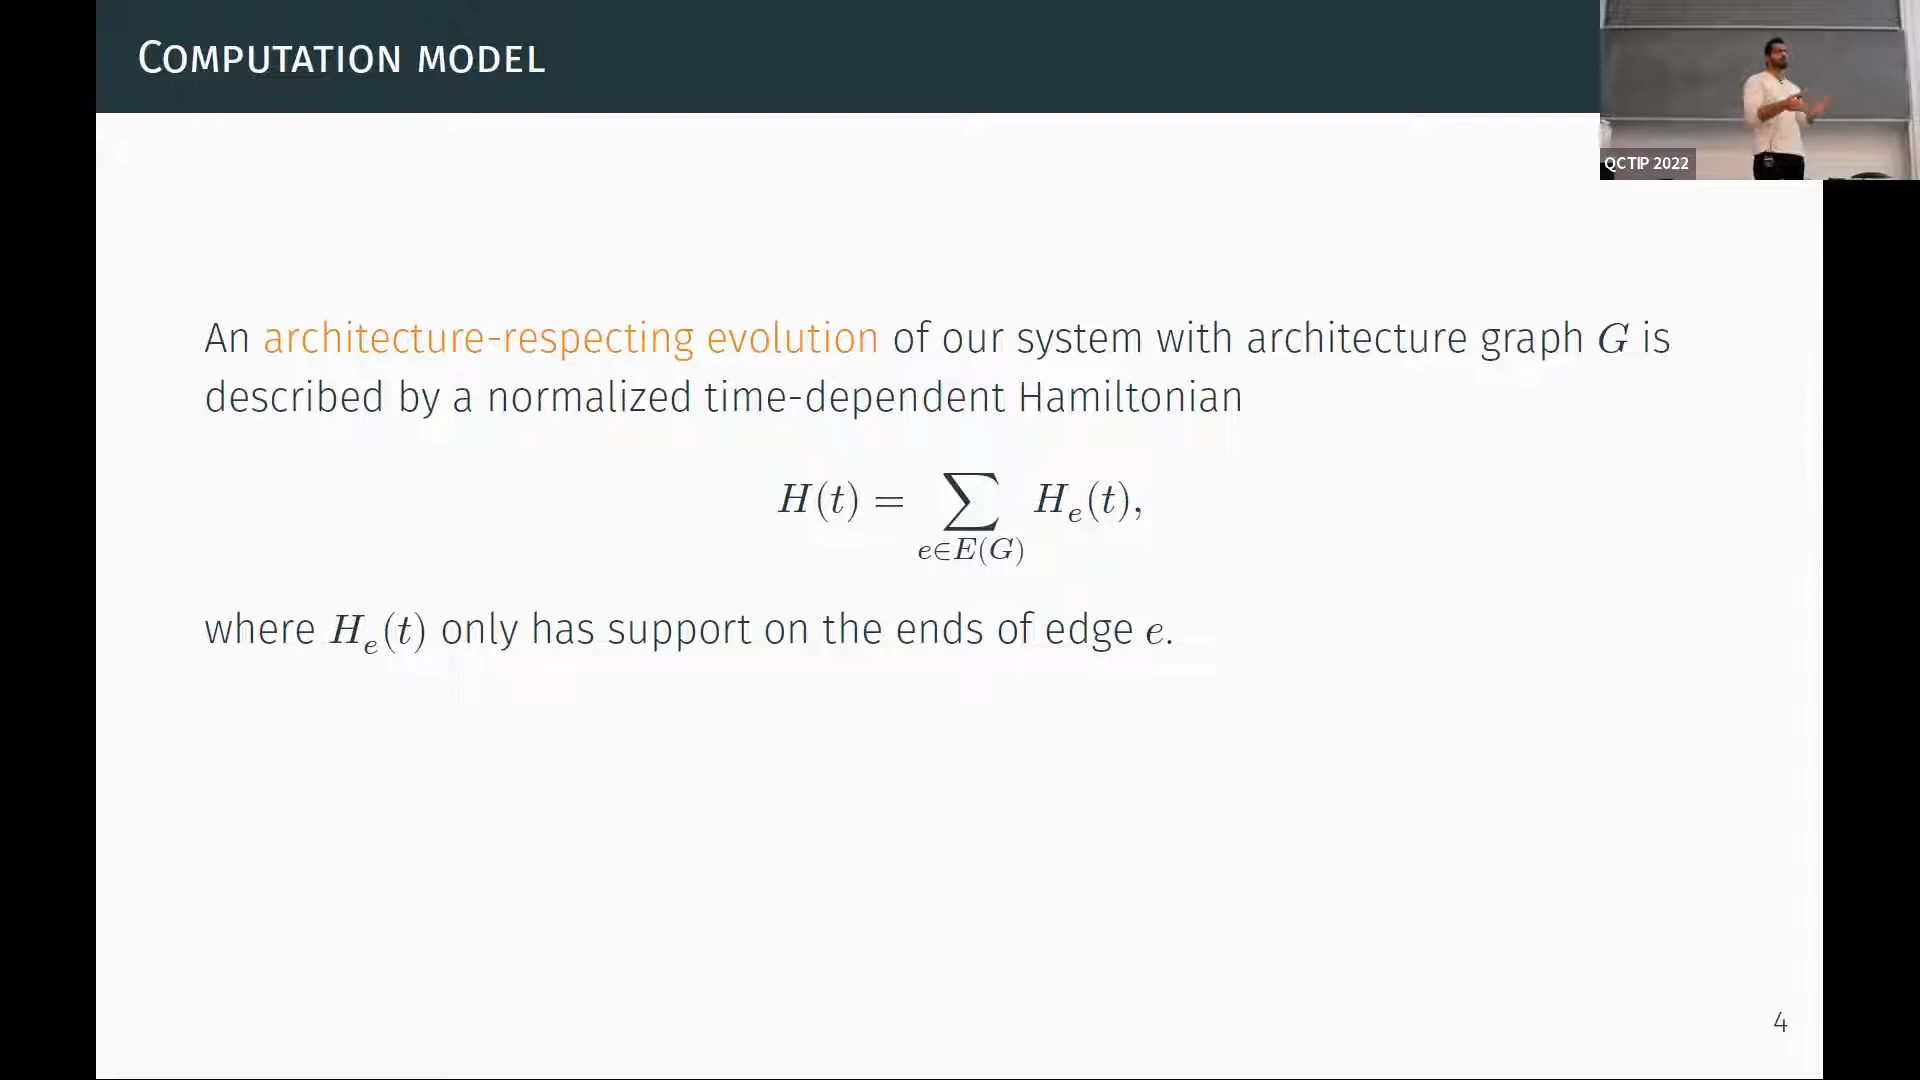 COMPUTATION MODEL
QCTIP 2022
An architecture-respecting evolution of our system with architecture graph G is
described by a normalized time-dependent Hamiltonian
H(t) = ∑_{e∈E(G)} H_e(t),
where H_e(t) only has support on the ends of edge e.
4